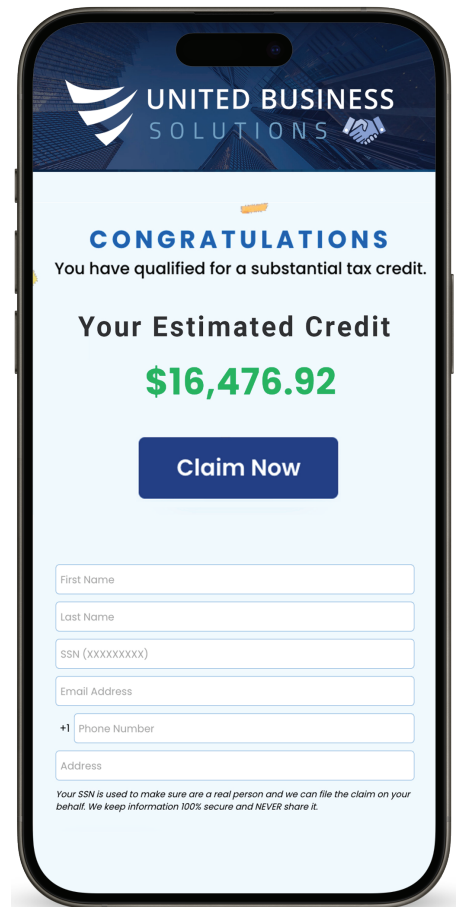 UNITED BUSINESS
SOLUTIONS
CONGRATULATIONS
You have qualified for a substantial tax credit.
Your Estimated Credit
$16,476.92
Claim Now
First Name
Last Name
SSN (XXXXXXXXX)
Email Address
+1 Phone Number
Address
Your SSN is used to make sure are a real person and we can file the claim on your
behalf. We keep information 100% secure and NEVER share it.